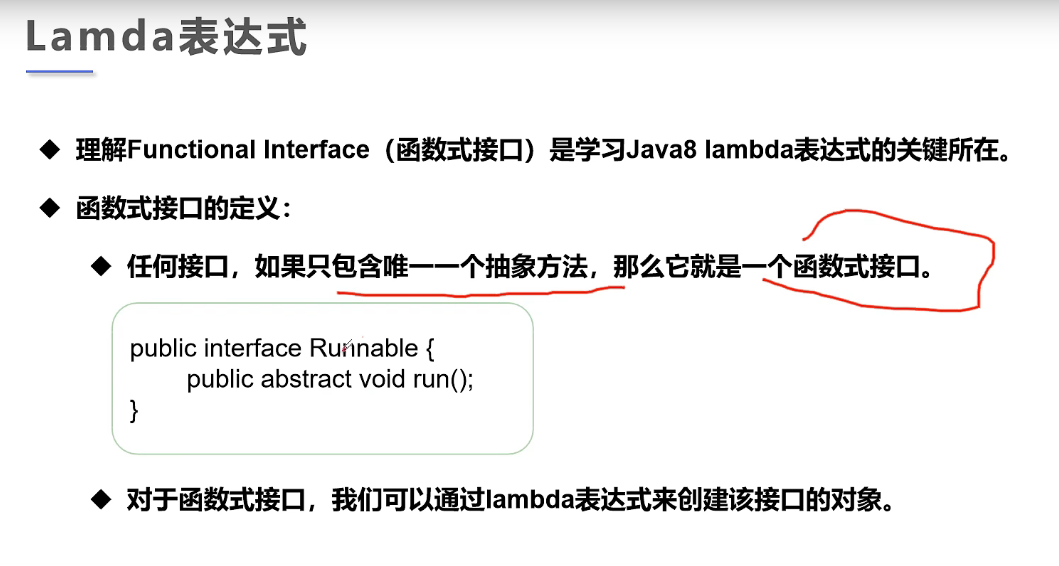 Lamda表达式
◆ 理解Functional Interface（函数式接口）是学习Java8 lambda表达式的关键所在。
◆ 函数式接口的定义：
◆ 任何接口，如果只包含唯一一个抽象方法，那么它就是一个函数式接口。
public interface Runnable {
public abstract void run();
}
◆ 对于函数式接口，我们可以通过lambda表达式来创建该接口的对象。